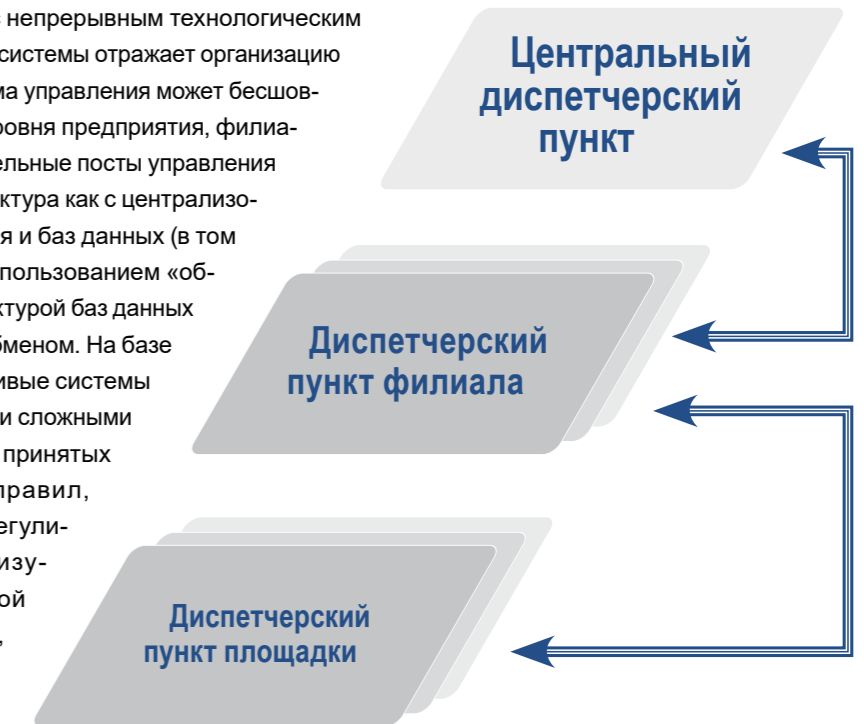 с непрерывным технологическим
системы отражает организацию
ма управления может бесшов-
ровня предприятия, филиа-
ельные посты управления
ктура как с централизо-
я и баз данных (в том
пользованием «об-
ктурой баз данных
бменом. На базе
ивые системы
и сложными
принятых
правил,
егули-
изу-
ой
,
Центральный
диспетчерский
пункт
Диспетчерский
пункт филиала
Диспетчерский
пункт площадки